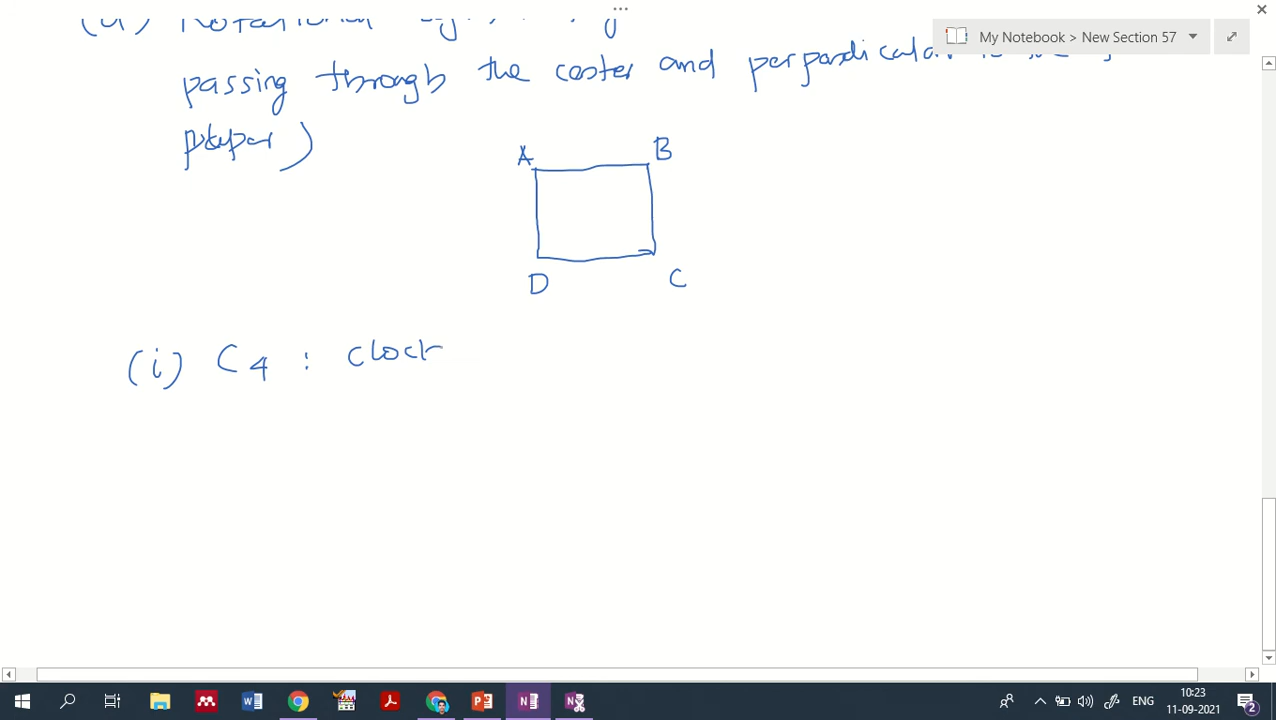 My Notebook > New Section 57
passing through the center and perpendicular
(i) C4 : clock
A
B
D
C
ENG
10:23
11-09-2021
2